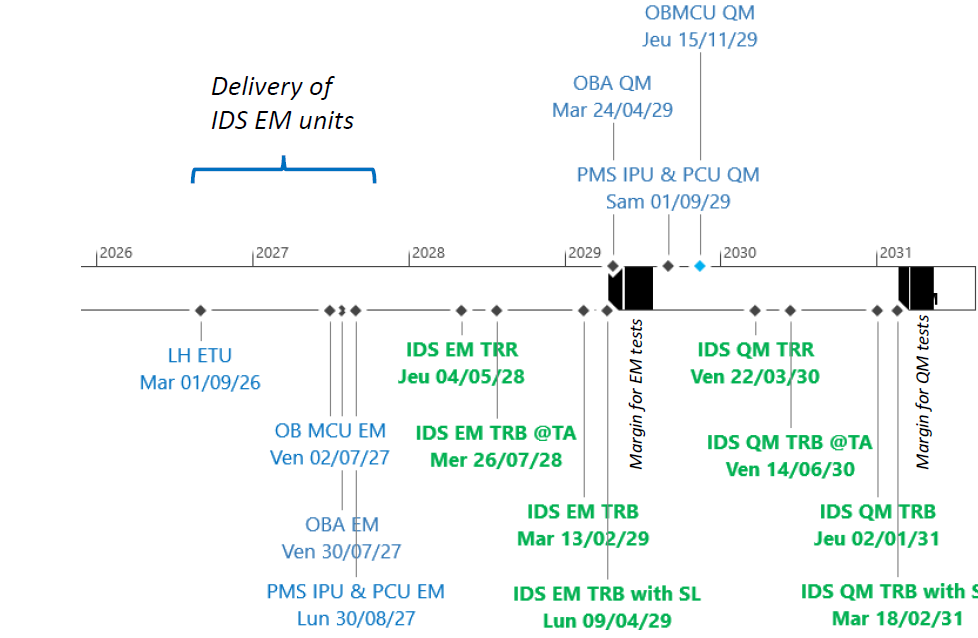 OBMCU QM
Jeu 15/11/29
OBA QM
Mar 24/04/29
Delivery of
IDS EM units
PMS IPU & PCU QM
Sam 01/09/29
2026
2027
2028
2029
2030
2031
LH ETU
Mar 01/09/26
OB MCU EM
Ven 02/07/27
OBA EM
Ven 30/07/27
PMS IPU & PCU EM
Lun 30/08/27
IDS EM TRR
Jeu 04/05/28
IDS EM TRB @TA
Mer 26/07/28
IDS EM TRB
Mar 13/02/29
IDS EM TRB with SL
Lun 09/04/29
Margin for EM tests
IDS QM TRR
Ven 22/03/30
IDS QM TRB @TA
Ven 14/06/30
IDS QM TRB
Jeu 02/01/31
IDS QM TRB with S
Mar 18/02/31
Margin for QM tests